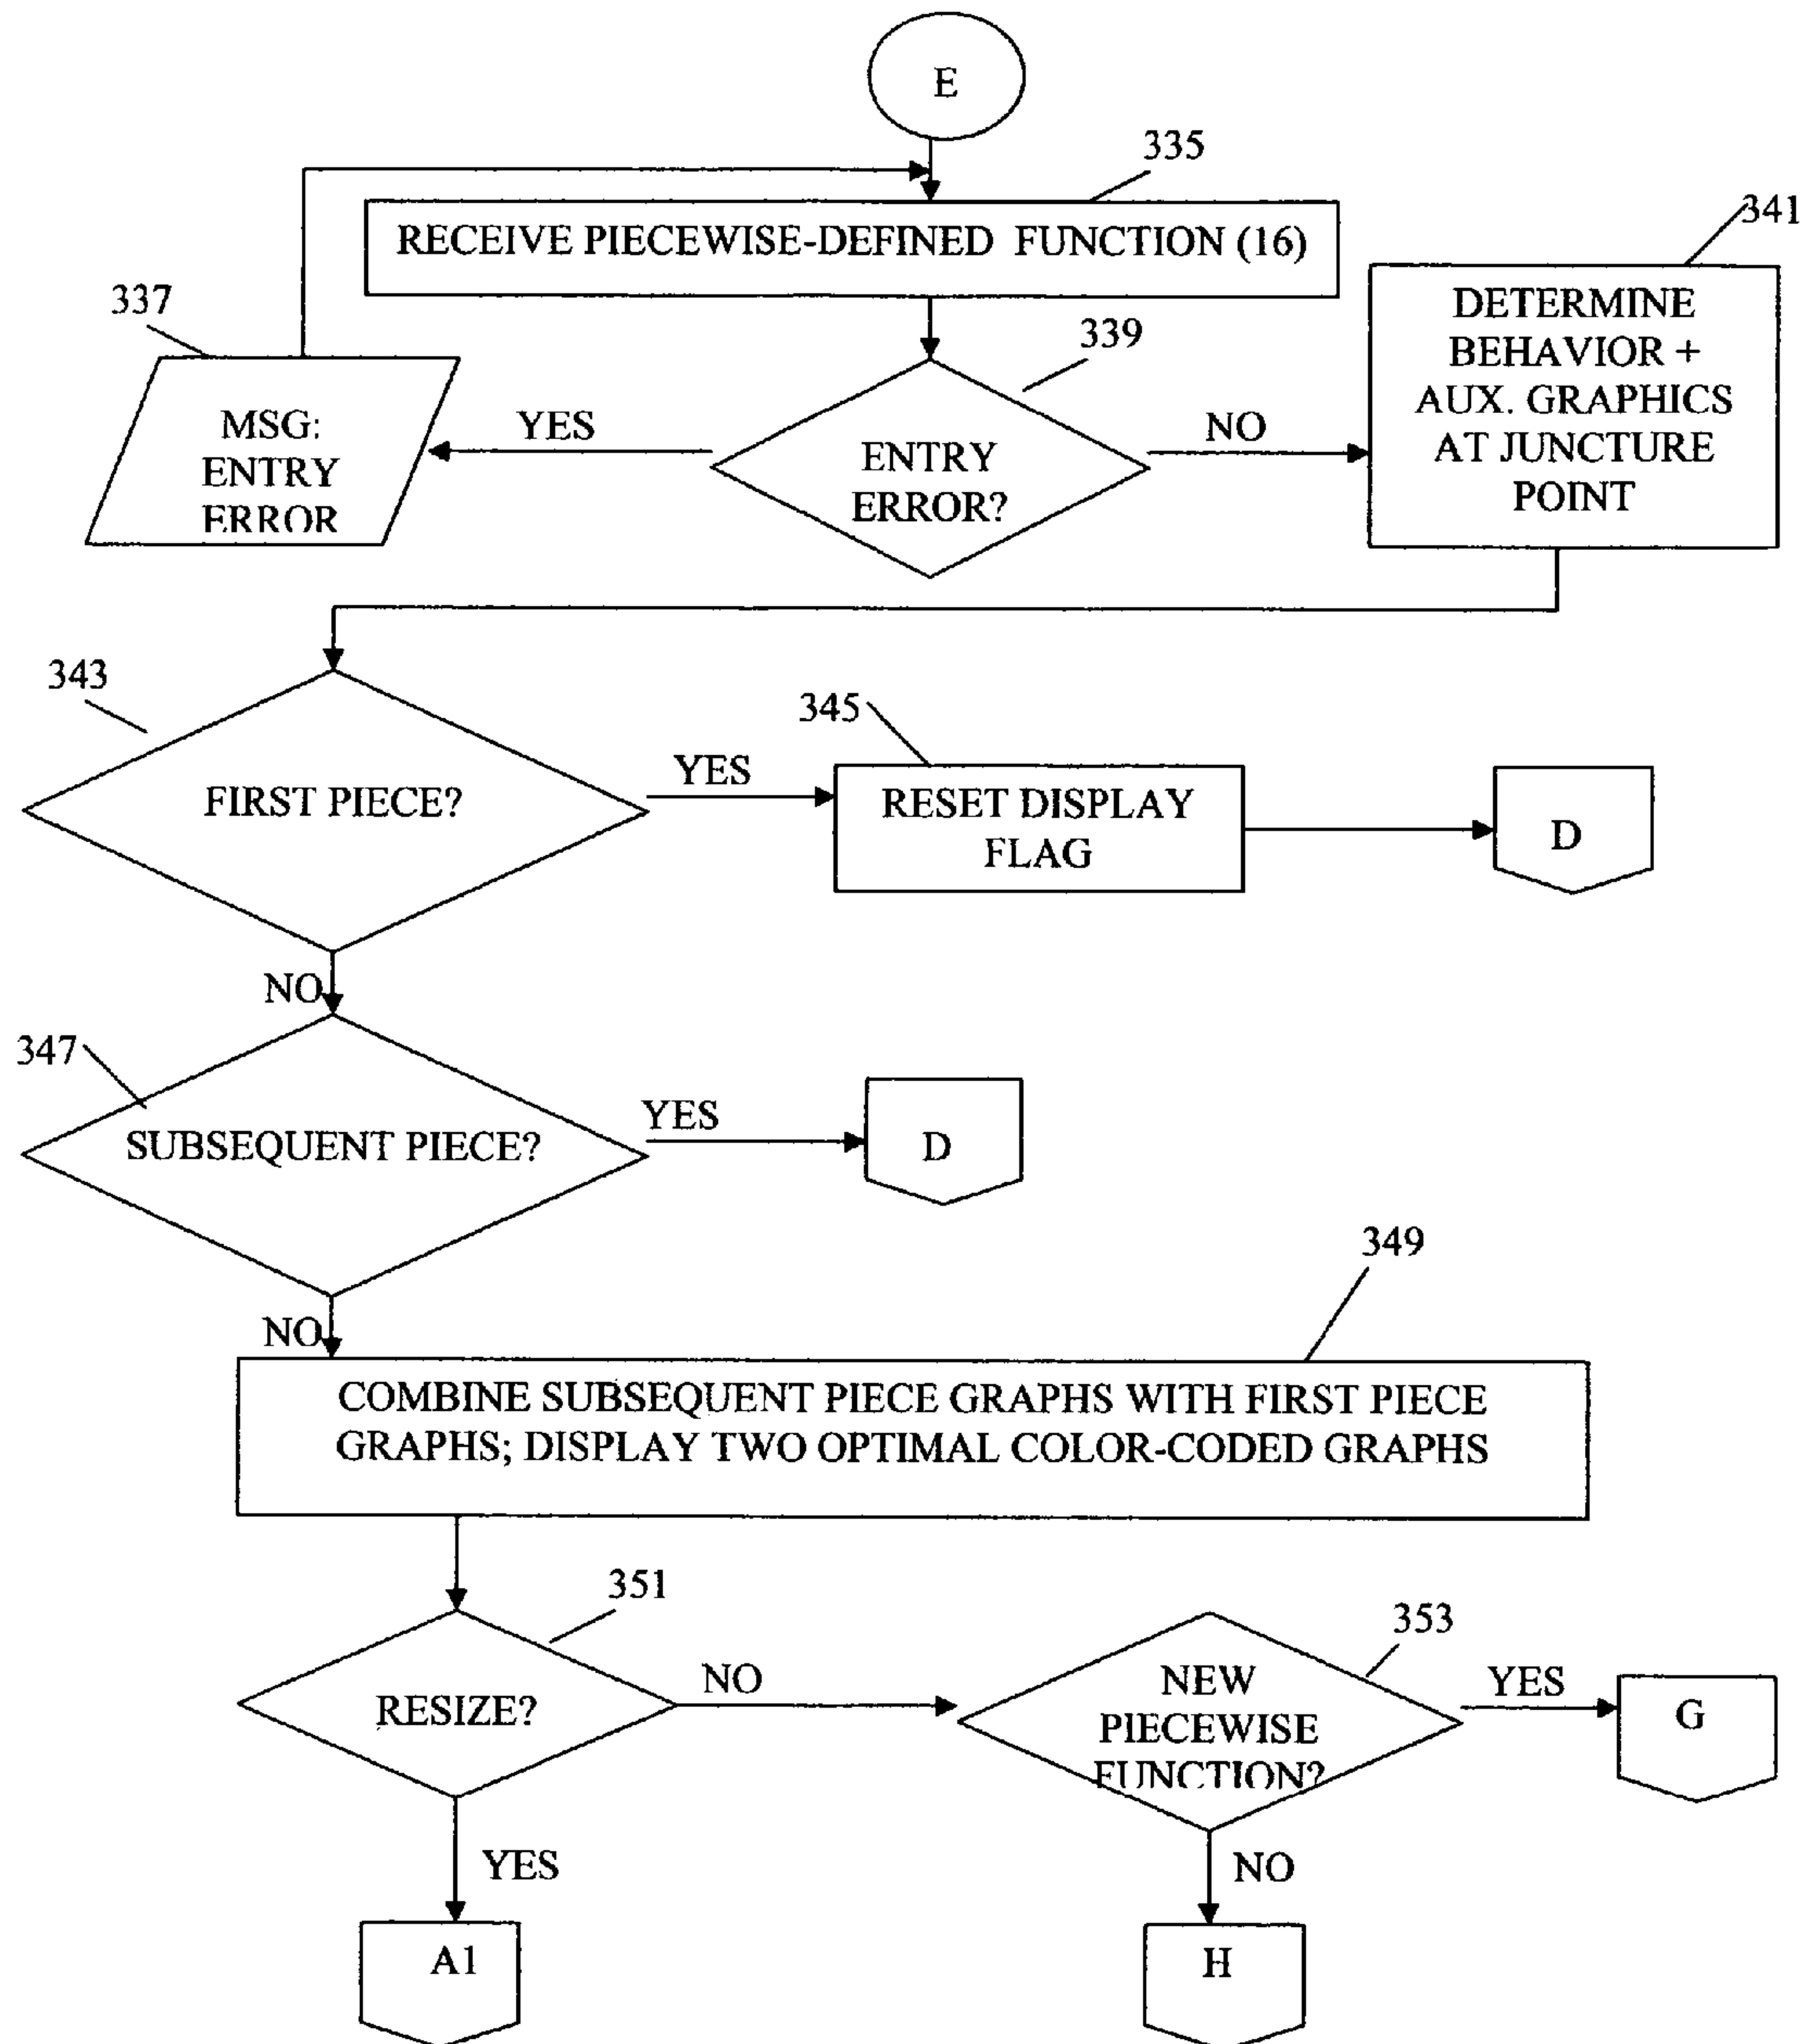 E
335
RECEIVE PIECEWISE-DEFINED FUNCTION (16)
341
DETERMINE
BEHAVIOR +
AUX. GRAPHICS
AT JUNCTURE
POINT
337
MSG:
ENTRY
ERROR
YES
339
ENTRY
ERROR?
NO
343
FIRST PIECE?
YES
345
RESET DISPLAY
FLAG
D
NO
347
SUBSEQUENT PIECE?
YES
D
NO
349
COMBINE SUBSEQUENT PIECE GRAPHS WITH FIRST PIECE
GRAPHS; DISPLAY TWO OPTIMAL COLOR-CODED GRAPHS
351
RESIZE?
NO
353
NEW
PIECEWISE
FUNCTION?
YES
G
YES
NO
A1
H